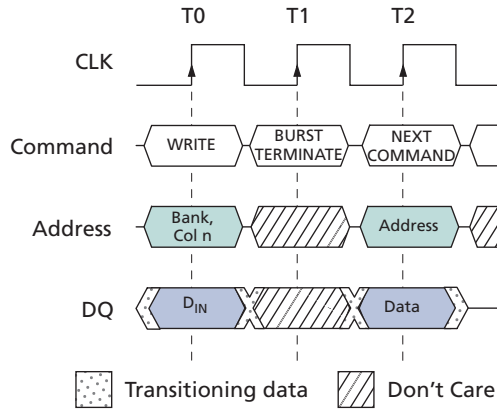 T0 T1 T2
CLK
Command WRITE BURST TERMINATE NEXT COMMAND
Address Bank, Col n Address
DQ DIN Data
Transitioning data Don't Care